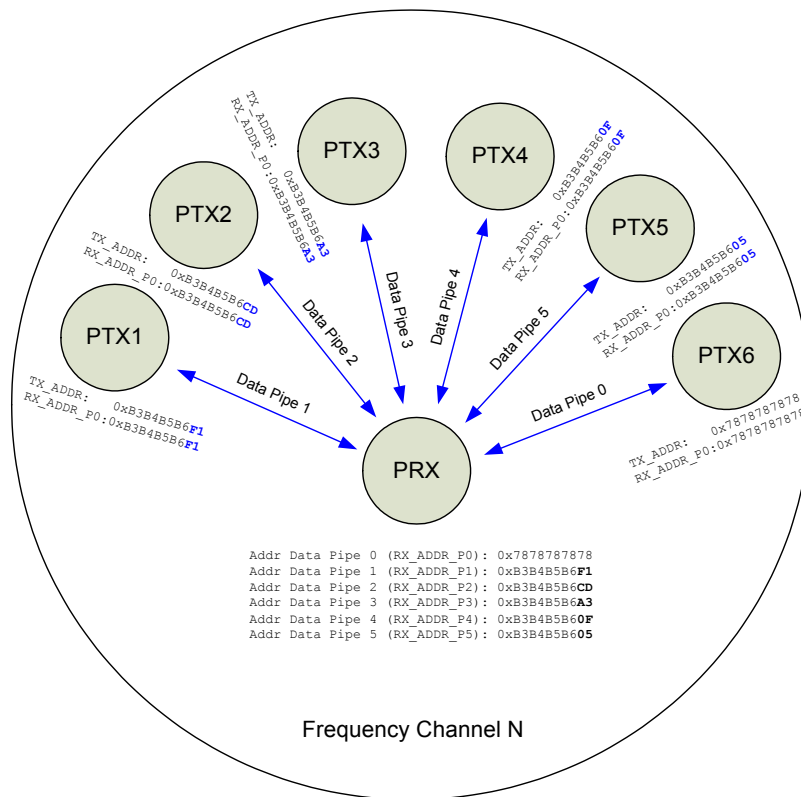 PTX3
PTX4
TX_ADDR: 0xB3B4B5B6A3
RX_ADDR_P0:0xB3B4B5B6A3
TX_ADDR: 0xB3B4B5B60F
RX_ADDR_P0:0xB3B4B5B60F
PTX2
PTX5
TX_ADDR: 0xB3B4B5B6CD
RX_ADDR_P0:0xB3B4B5B6CD
TX_ADDR: 0xB3B4B5B605
RX_ADDR_P0:0xB3B4B5B605
PTX1
PTX6
Data Pipe 2
Data Pipe 3
Data Pipe 4
Data Pipe 5
Data Pipe 1
Data Pipe 0
TX_ADDR: 0xB3B4B5B6F1
RX_ADDR_P0:0xB3B4B5B6F1
TX_ADDR: 0x7878787878
RX_ADDR_P0:0x7878787878
PRX
Addr Data Pipe 0 (RX_ADDR_P0): 0x7878787878
Addr Data Pipe 1 (RX_ADDR_P1): 0xB3B4B5B6F1
Addr Data Pipe 2 (RX_ADDR_P2): 0xB3B4B5B6CD
Addr Data Pipe 3 (RX_ADDR_P3): 0xB3B4B5B6A3
Addr Data Pipe 4 (RX_ADDR_P4): 0xB3B4B5B60F
Addr Data Pipe 5 (RX_ADDR_P5): 0xB3B4B5B605
Frequency Channel N